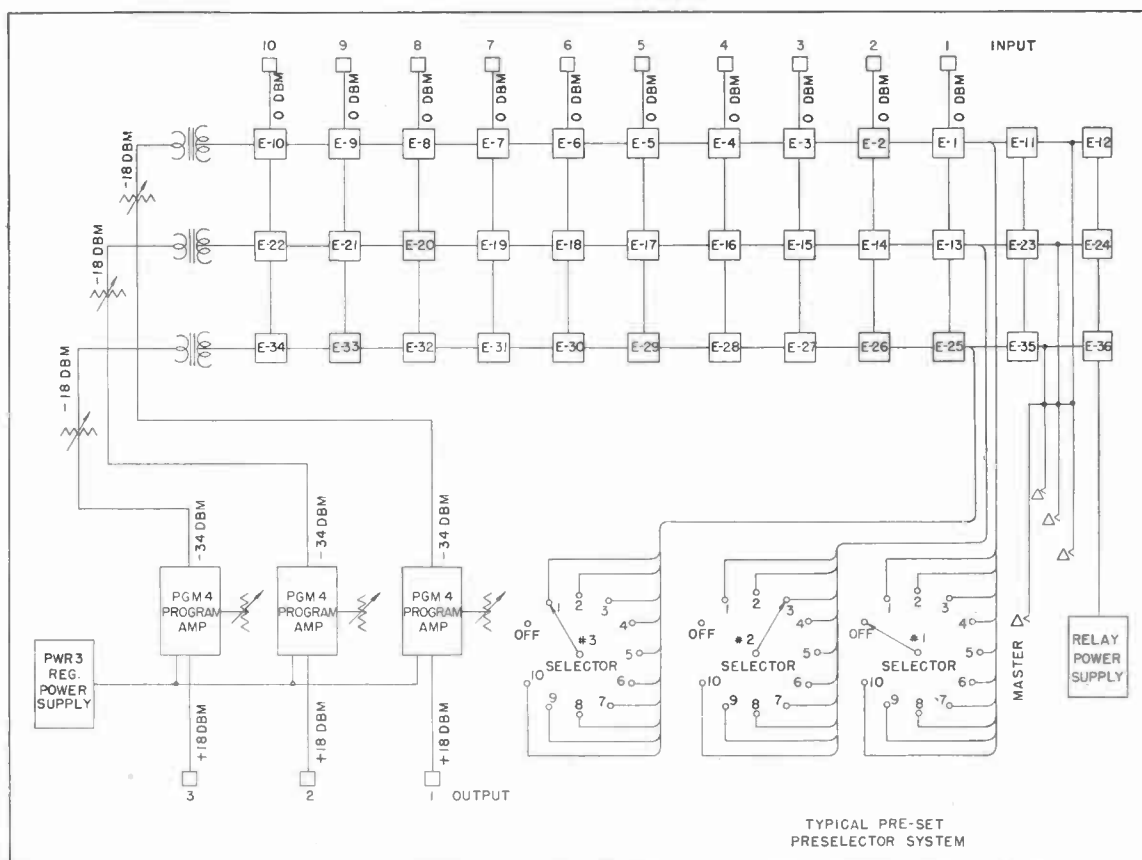 10 9 8 7 6 5 4 3 2 1 INPUT
0 DBM 0 DBM 0 DBM 0 DBM 0 DBM 0 DBM 0 DBM 0 DBM 0 DBM 0 DBM
E-10 E-9 E-8 E-7 E-6 E-5 E-4 E-3 E-2 E-1 E-11 E-12
-18 DBM
E-22 E-21 E-20 E-19 E-18 E-17 E-16 E-15 E-14 E-13 E-23 E-24
-18 DBM
E-34 E-33 E-32 E-31 E-30 E-29 E-28 E-27 E-26 E-25 E-35 E-36
-18 DBM
-34 DBM -34 DBM -34 DBM
PGM 4
PROGRAM
AMP
PGM 4
PROGRAM
AMP
PGM 4
PROGRAM
AMP
PWR3
REG.
POWER
SUPPLY
+18 DBM +18 DBM +18 DBM
3 2 1 OUTPUT
1 2 3
4
OFF
#3
SELECTOR
5
10
6
9 8 7
1 2 3
4
OFF
#2
SELECTOR
5
10
6
9 8 7
1 2 3
4
OFF
#1
SELECTOR
5
10
6
9 8 7
MASTER
RELAY
POWER
SUPPLY
TYPICAL PRE-SET
PRESELECTOR SYSTEM